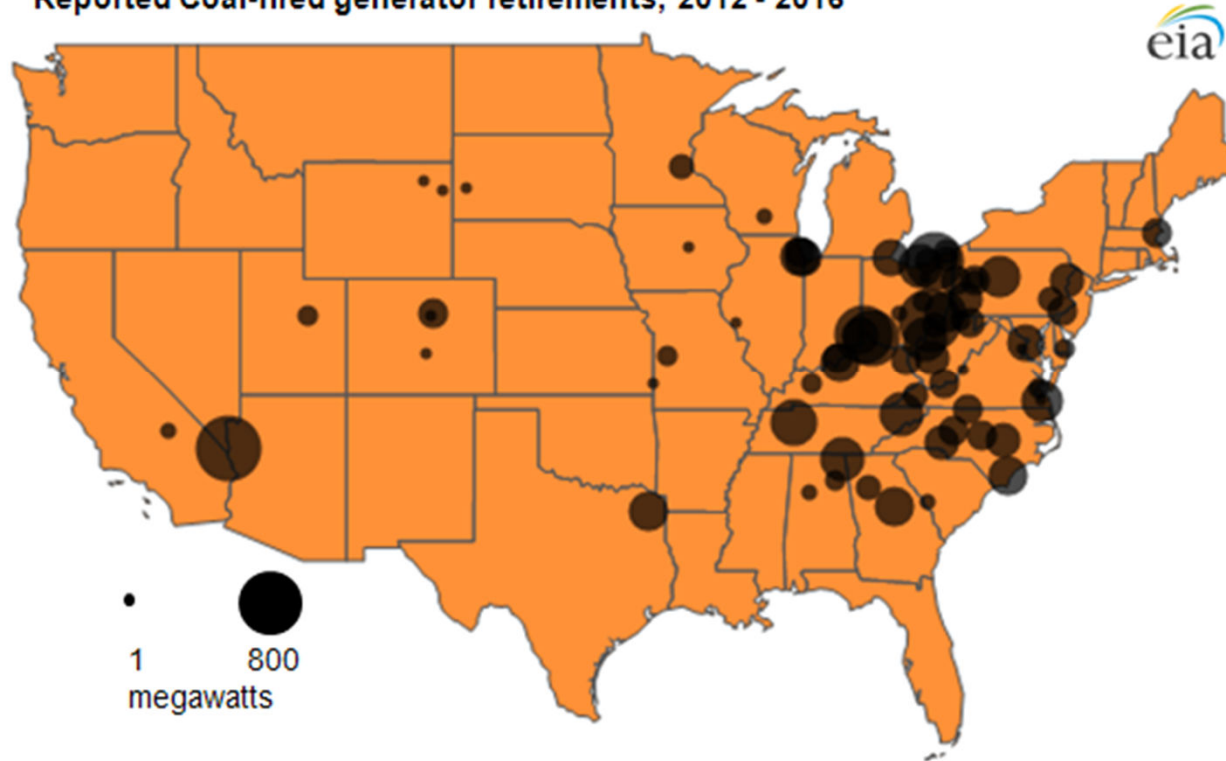 Reported Coal-fired generator retirements, 2012 - 2016
eia
1
800
megawatts